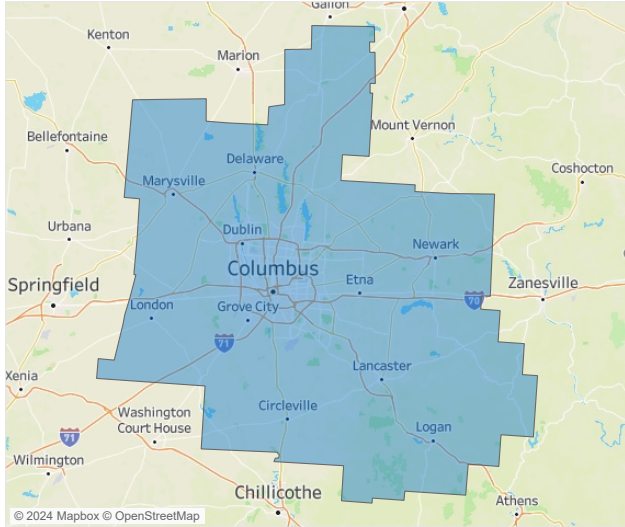 Galion
Kenton
Marion
Bellefontaine
Mount Vernon
Delaware
Coshocton
Marysville
Urbana
Dublin
Newark
Columbus
Springfield
Etna
Zanesville
70
London
Grove City
71
Xenia
Lancaster
Washington
Court House
Circleville
71
Logan
Wilmington
Chillicothe
Athens
© 2024 Mapbox © OpenStreetMap